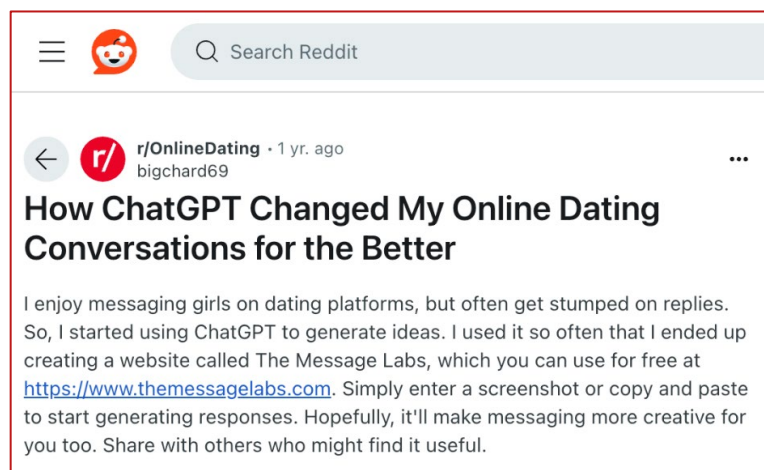 Search Reddit
r/
r/OnlineDating • 1 yr. ago
bigchard69
How ChatGPT Changed My Online Dating
Conversations for the Better
I enjoy messaging girls on dating platforms, but often get stumped on replies.
So, I started using ChatGPT to generate ideas. I used it so often that I ended up
creating a website called The Message Labs, which you can use for free at
https://www.themessagelabs.com. Simply enter a screenshot or copy and paste
to start generating responses. Hopefully, it'll make messaging more creative for
you too. Share with others who might find it useful.